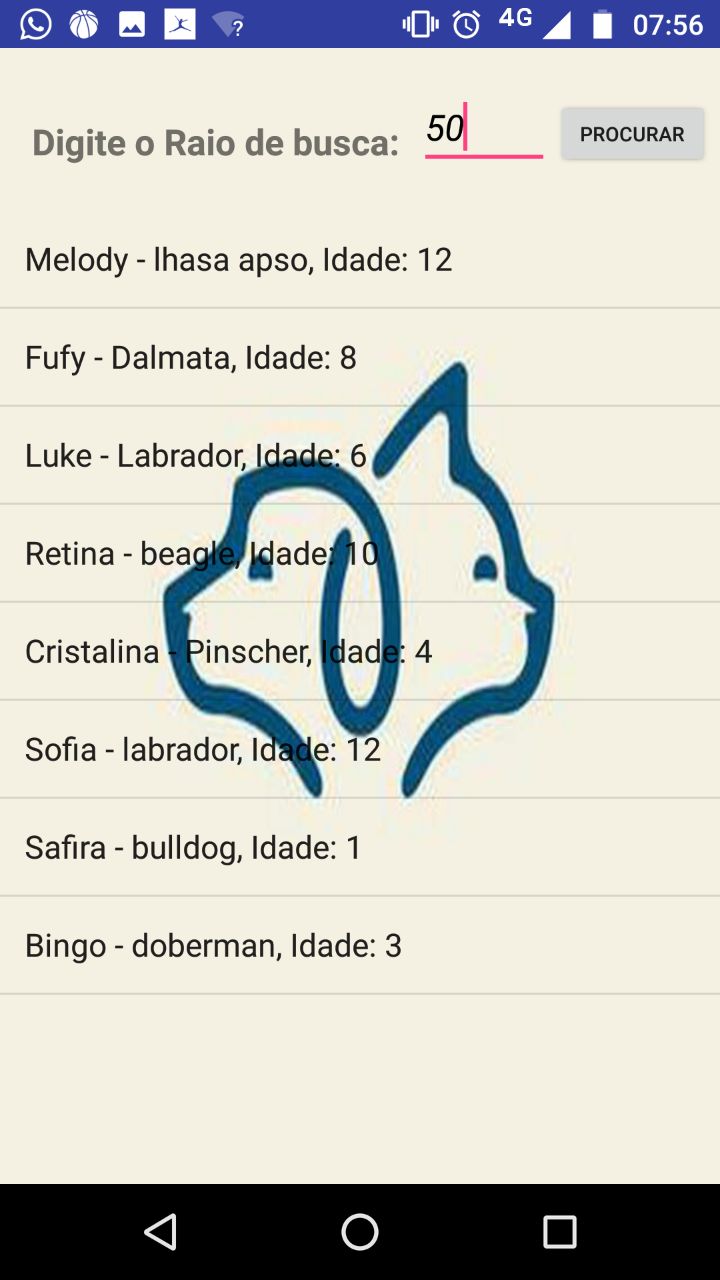 4G 07:56
Digite o Raio de busca: 50 PROCURAR
Melody - lhasa apso, Idade: 12
Fufy - Dalmata, Idade: 8
Luke - Labrador, Idade: 6
Retina - beagle, Idade: 10
Cristalina - Pinscher, Idade: 4
Sofia - labrador, Idade: 12
Safira - bulldog, Idade: 1
Bingo - doberman, Idade: 3